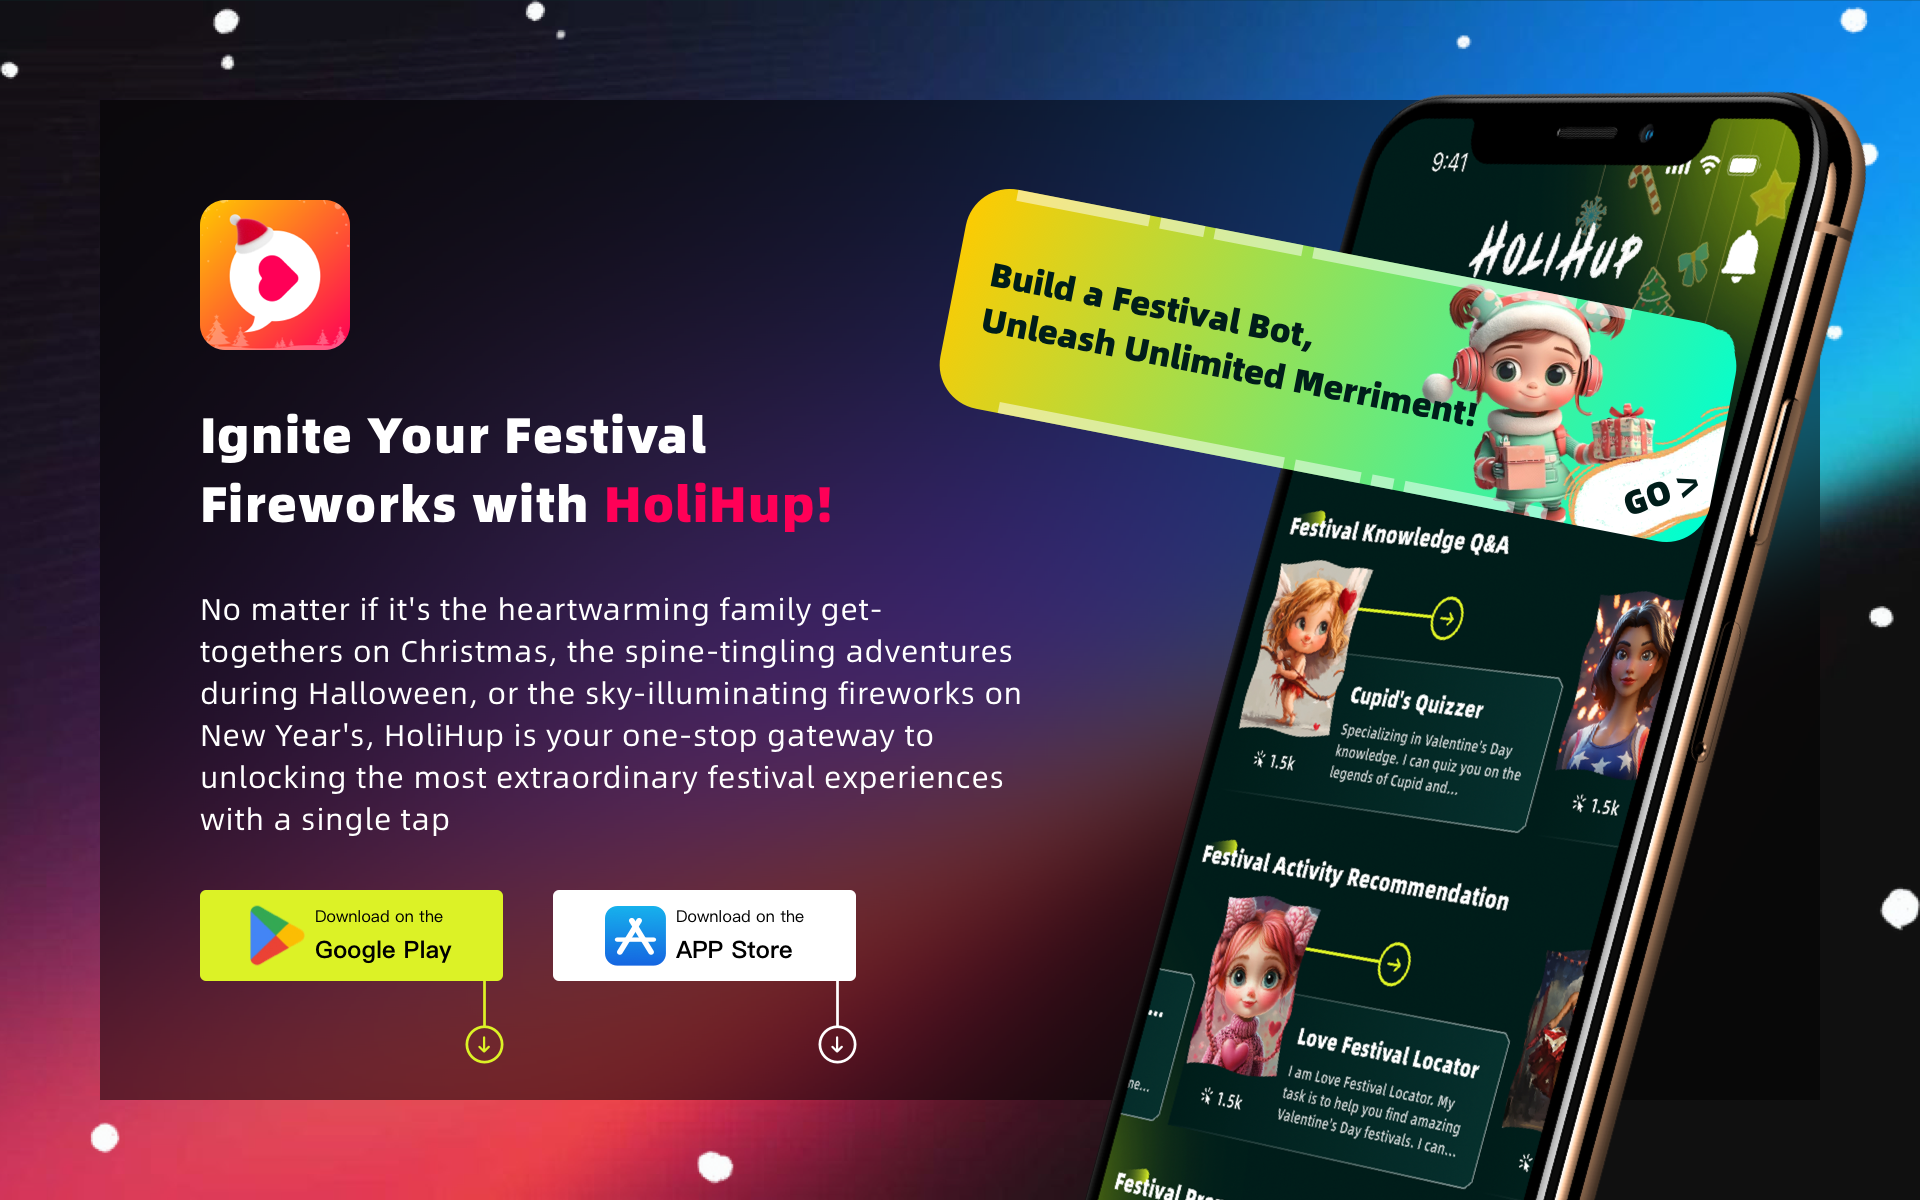 Ignite Your Festival
Fireworks with HoliHup!
No matter if it's the heartwarming family get-
togethers on Christmas, the spine-tingling adventures
during Halloween, or the sky-illuminating fireworks on
New Year's, HoliHup is your one-stop gateway to
unlocking the most extraordinary festival experiences
with a single tap
Download on the
Google Play
Download on the
APP Store
9:41
HOLIHUP
Build a Festival Bot,
Unleash Unlimited Merriment!
GO >
Festival Knowledge Q&A
Cupid's Quizzer
Specializing in Valentine's Day
knowledge. I can quiz you on the
legends of Cupid and...
1.5k
1.5k
Festival Activity Recommendation
...
ne...
Love Festival Locator
I am Love Festival Locator. My
task is to help you find amazing
Valentine's Day festivals. I can...
1.5k
Festival